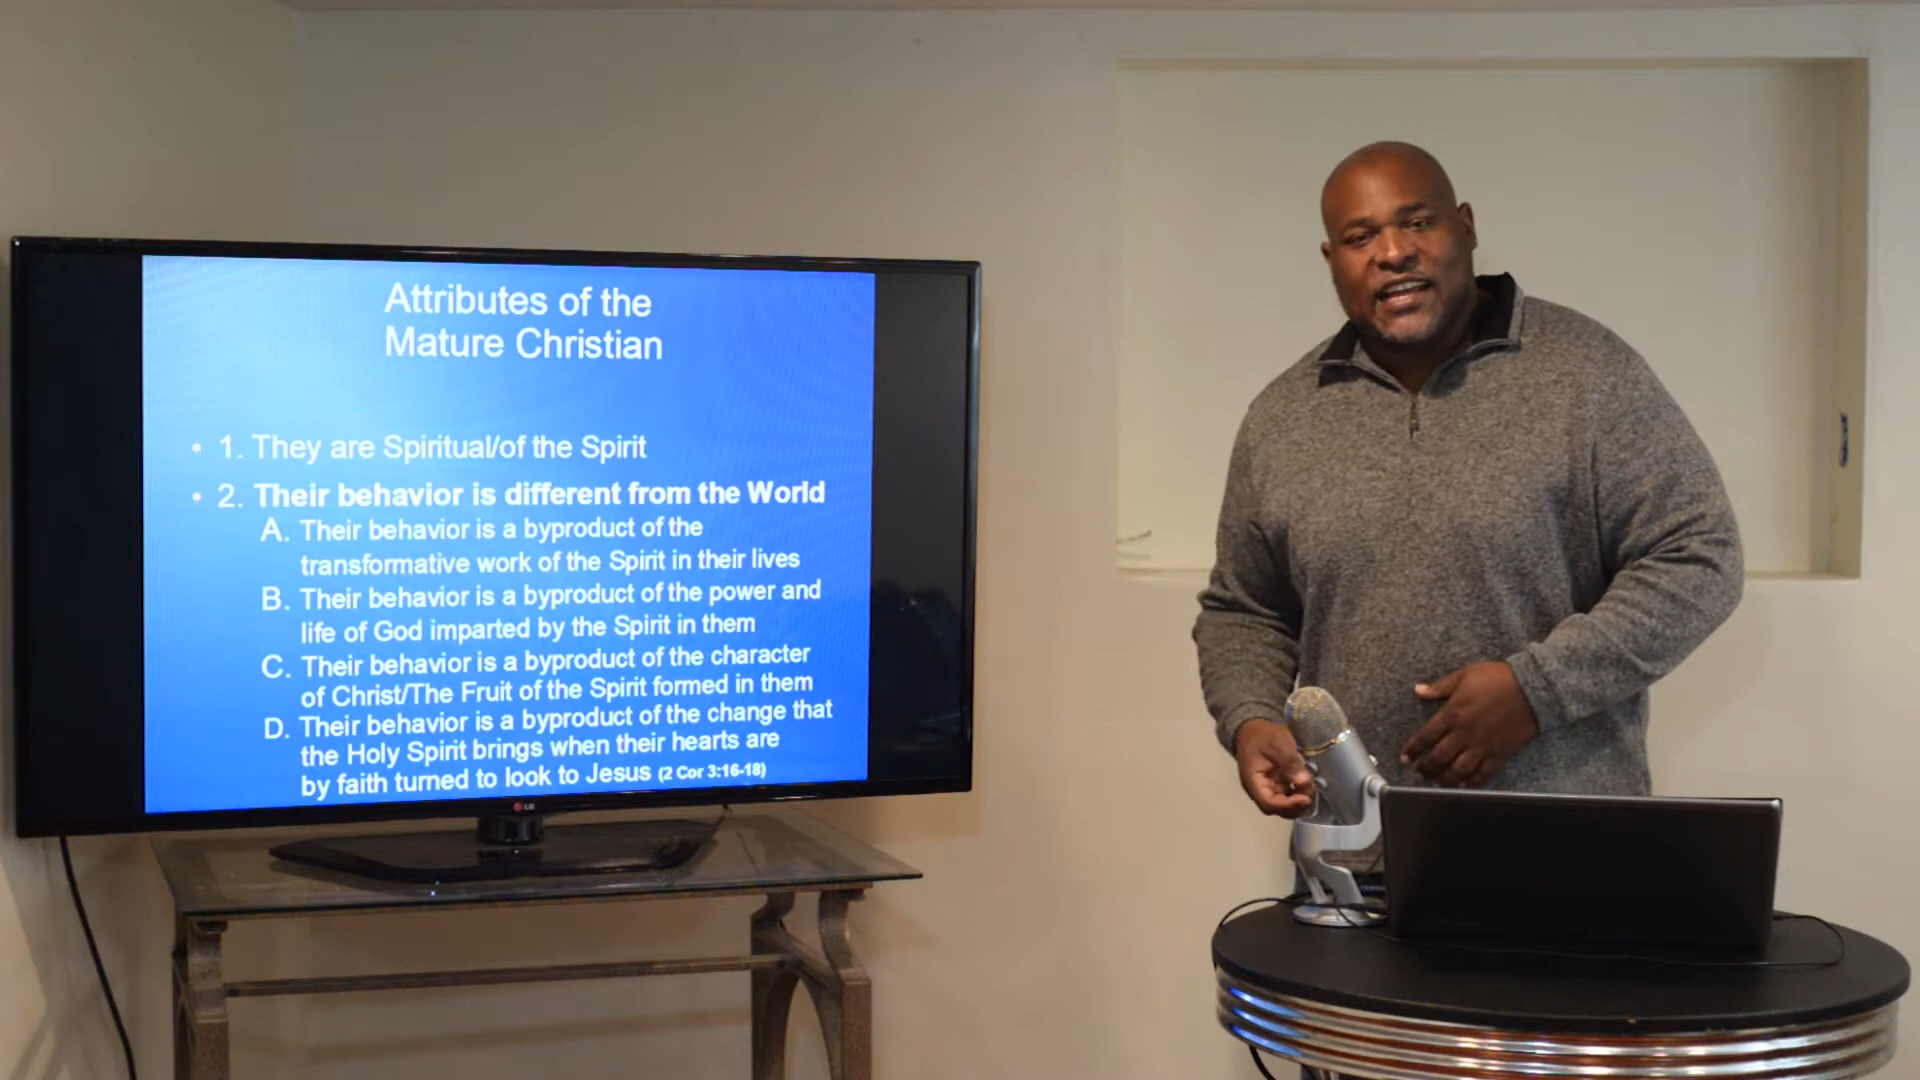 Attributes of the
Mature Christian
• 1. They are Spiritual/of the Spirit
• 2. Their behavior is different from the World
A. Their behavior is a byproduct of the
transformative work of the Spirit in their lives
B. Their behavior is a byproduct of the power and
life of God imparted by the Spirit in them
C. Their behavior is a byproduct of the character
of Christ/The Fruit of the Spirit formed in them
D. Their behavior is a byproduct of the change that
the Holy Spirit brings when their hearts are
by faith turned to look to Jesus (2 Cor 3:16-18)
LG